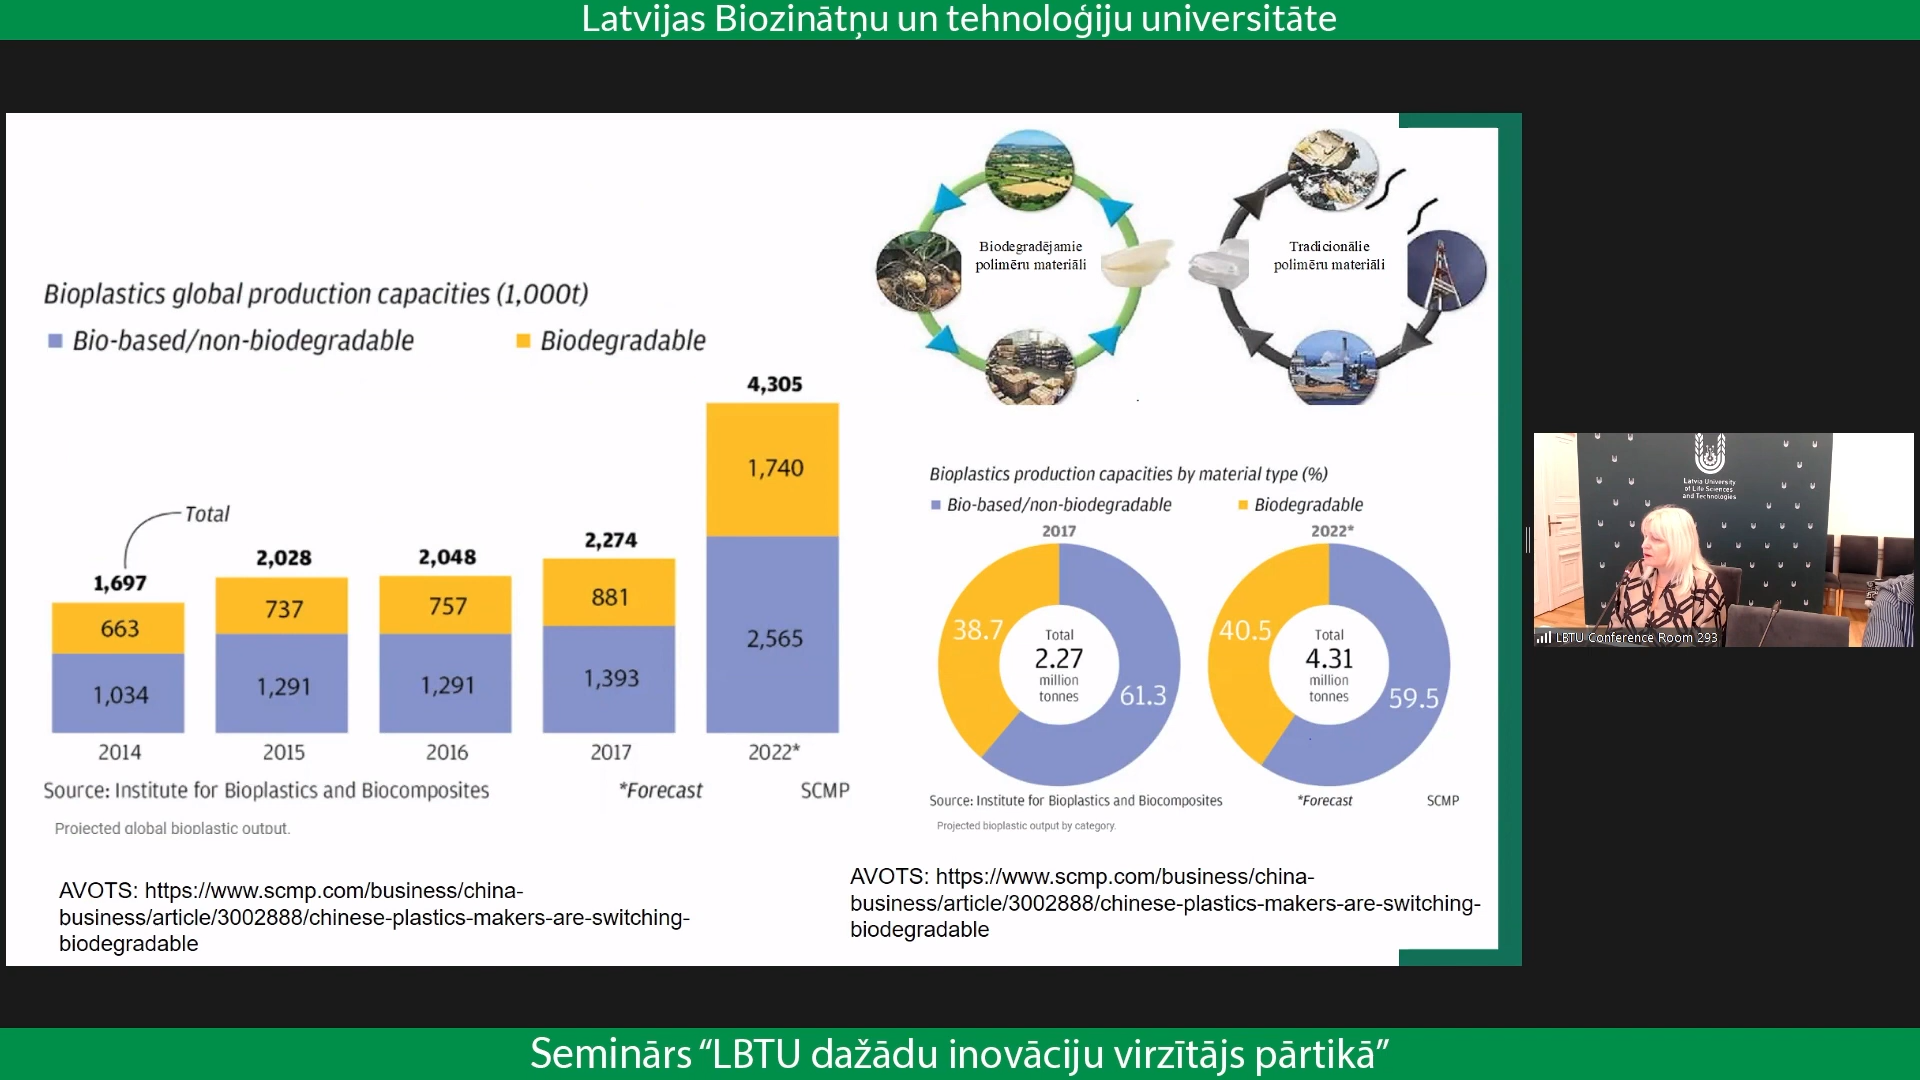 Latvijas Biozinātņu un tehnoloģiju universitāte
Bioplastics global production capacities (1,000t)
Bio-based/non-biodegradable
Biodegradable
4,305
1,740
2,565
Total
1,697
663
1,034
2,028
737
1,291
2,048
757
1,291
2,274
881
1,393
2014
2015
2016
2017
2022*
Source: Institute for Bioplastics and Biocomposites
*Forecast
SCMP
Projected global bioplastic output.
AVOTS: https://www.scmp.com/business/china-
business/article/3002888/chinese-plastics-makers-are-switching-
biodegradable
Biodegradējamie
polimēru materiāli
Tradicionālie
polimēru materiāli
Bioplastics production capacities by material type (%)
Bio-based/non-biodegradable
Biodegradable
2017
38.7
Total
2.27
million
tonnes
61.3
2022*
40.5
Total
4.31
million
tonnes
59.5
Source: Institute for Bioplastics and Biocomposites
*Forecast
SCMP
Projected bioplastic output by category.
AVOTS: https://www.scmp.com/business/china-
business/article/3002888/chinese-plastics-makers-are-switching-
biodegradable
Latvia University
of Life Sciences
and Technologies
LBTU Conference Room 293
Seminārs “LBTU dažādu inovāciju virzītājs pārtikā”